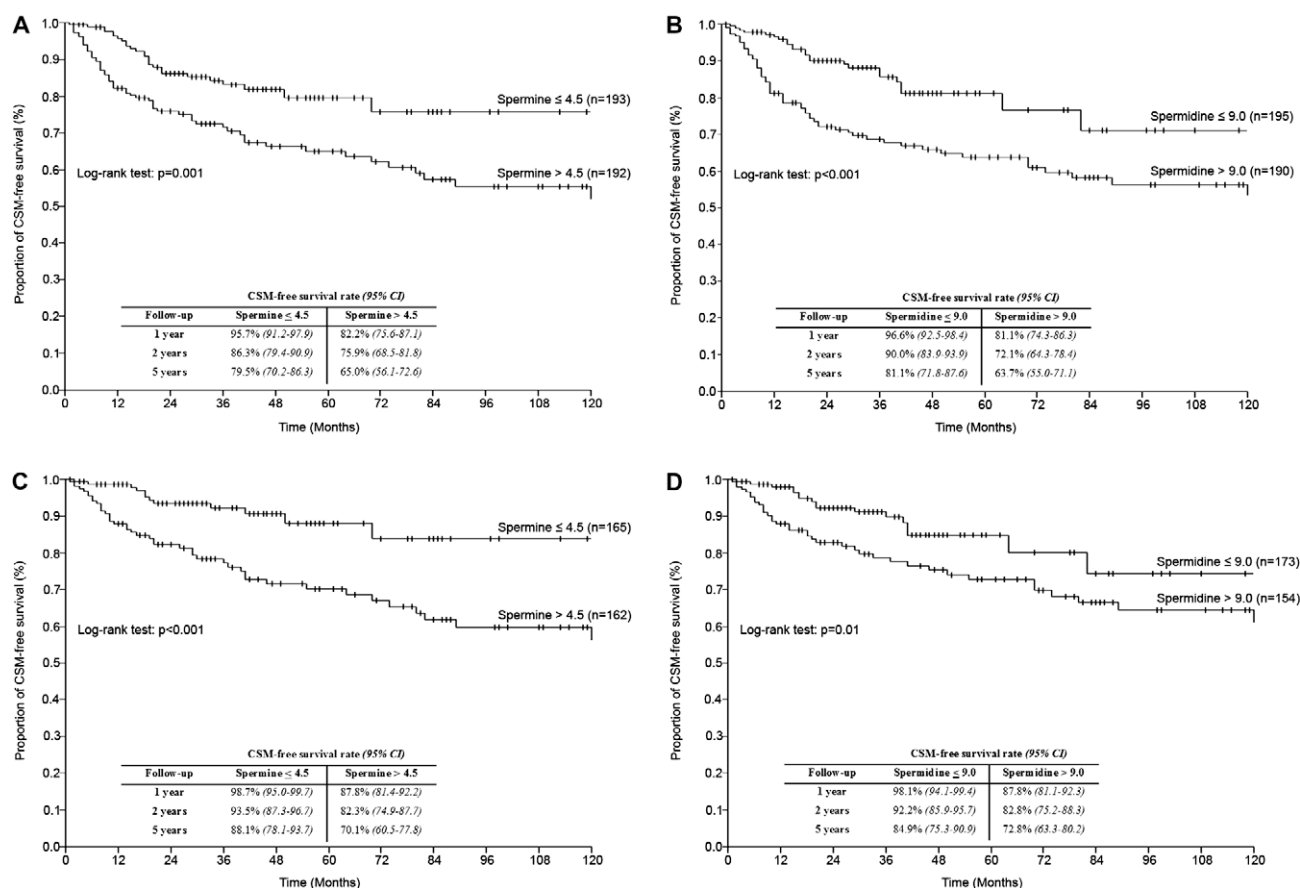 A
Proportion of CSM-free survival (%)
1.0
0.9
0.8
0.7
0.6
0.5
0.4
0.3
0.2
0.1
0.0
Spermine ≤ 4.5 (n=193)
Spermine > 4.5 (n=192)
Log-rank test: p=0.001
CSM-free survival rate (95% CI)
Follow-up Spermine ≤ 4.5 Spermine > 4.5
1 year 95.7% (91.2-97.9) 82.2% (75.6-87.1)
2 years 86.3% (79.4-90.9) 75.9% (68.5-81.8)
5 years 79.5% (70.2-86.3) 65.0% (56.1-72.6)
0 12 24 36 48 60 72 84 96 108 120
Time (Months)
B
Proportion of CSM-free survival (%)
1.0
0.9
0.8
0.7
0.6
0.5
0.4
0.3
0.2
0.1
0.0
Spermidine ≤ 9.0 (n=195)
Spermidine > 9.0 (n=190)
Log-rank test: p<0.001
CSM-free survival rate (95% CI)
Follow-up Spermidine ≤ 9.0 Spermidine > 9.0
1 year 96.6% (92.5-98.4) 81.1% (74.3-86.3)
2 years 90.0% (83.9-93.9) 72.1% (64.3-78.4)
5 years 81.1% (71.8-87.6) 63.7% (55.0-71.1)
0 12 24 36 48 60 72 84 96 108 120
Time (Months)
C
Proportion of CSM-free survival (%)
1.0
0.9
0.8
0.7
0.6
0.5
0.4
0.3
0.2
0.1
0.0
Spermine ≤ 4.5 (n=165)
Spermine > 4.5 (n=162)
Log-rank test: p<0.001
CSM-free survival rate (95% CI)
Follow-up Spermine ≤ 4.5 Spermine > 4.5
1 year 98.7% (95.0-99.7) 87.8% (81.4-92.2)
2 years 93.5% (87.3-96.7) 82.3% (74.9-87.7)
5 years 88.1% (78.1-93.7) 70.1% (60.5-77.8)
0 12 24 36 48 60 72 84 96 108 120
Time (Months)
D
Proportion of CSM-free survival (%)
1.0
0.9
0.8
0.7
0.6
0.5
0.4
0.3
0.2
0.1
0.0
Spermidine ≤ 9.0 (n=173)
Spermidine > 9.0 (n=154)
Log-rank test: p=0.01
CSM-free survival rate (95% CI)
Follow-up Spermidine ≤ 9.0 Spermidine > 9.0
1 year 98.1% (94.1-99.4) 87.8% (81.1-92.3)
2 years 92.2% (85.9-95.7) 82.8% (75.2-88.3)
5 years 84.9% (75.3-90.9) 72.8% (63.3-80.2)
0 12 24 36 48 60 72 84 96 108 120
Time (Months)